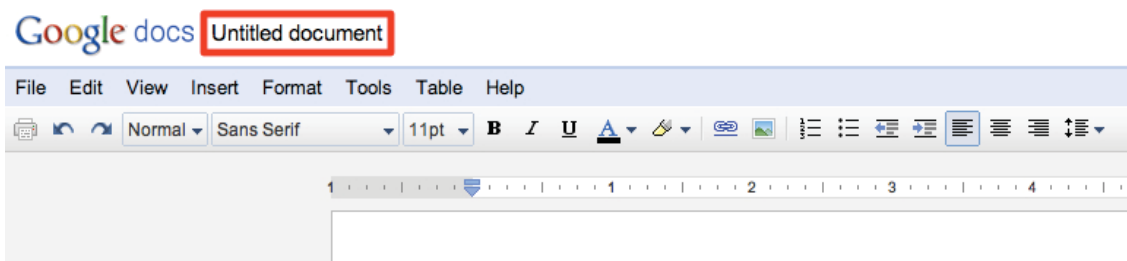 Google docs Untitled document
File Edit View Insert Format Tools Table Help
Normal Sans Serif 11pt B I U A
1 1 2 3 4